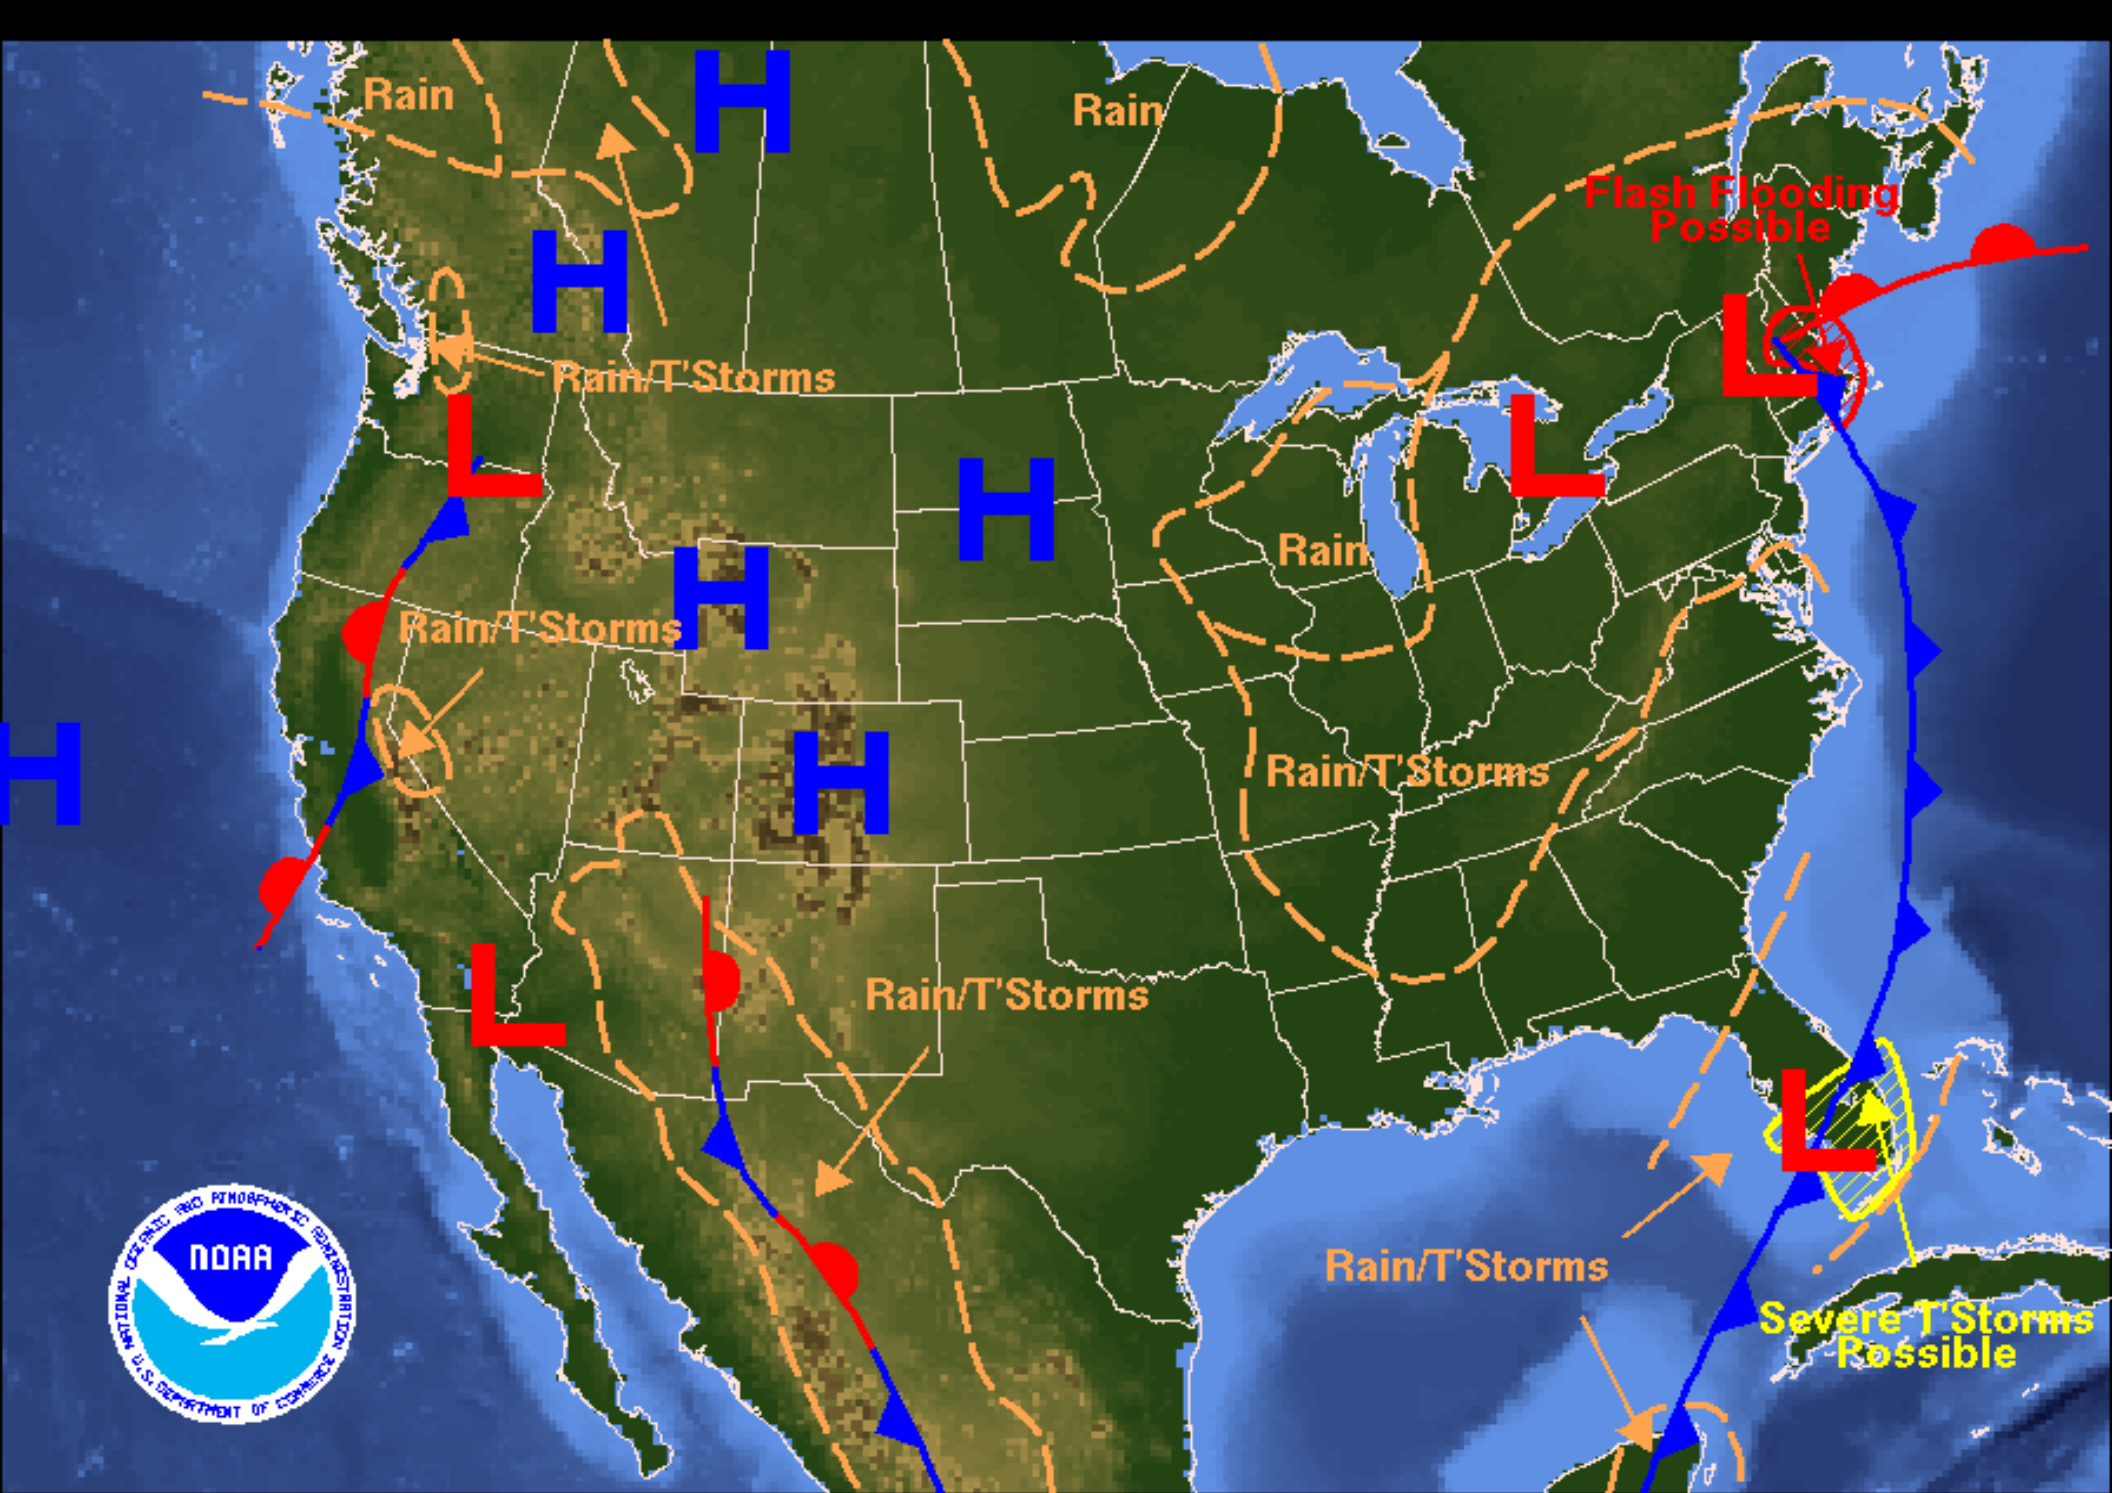 Rain
H
Rain
Flash Flooding
Possible
H
L
Rain/T'Storms
L
L
H
Rain
H
Rain/T'Storms
H
H
Rain/T'Storms
L
Rain/T'Storms
L
Rain/T'Storms
Severe T'Storms
Possible
NATIONAL OCEANIC AND ATMOSPHERIC ADMINISTRATION
NOAA
U.S. DEPARTMENT OF COMMERCE